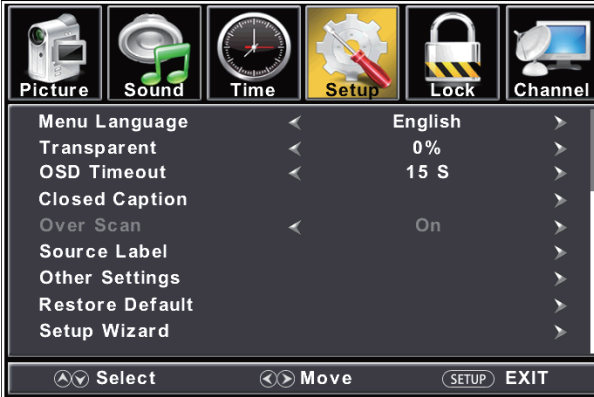 Picture Sound Time Setup Lock Channel
Menu Language English
Transparent 0%
OSD Timeout 15 S
Closed Caption
Over Scan On
Source Label
Other Settings
Restore Default
Setup Wizard
Select Move SETUP EXIT